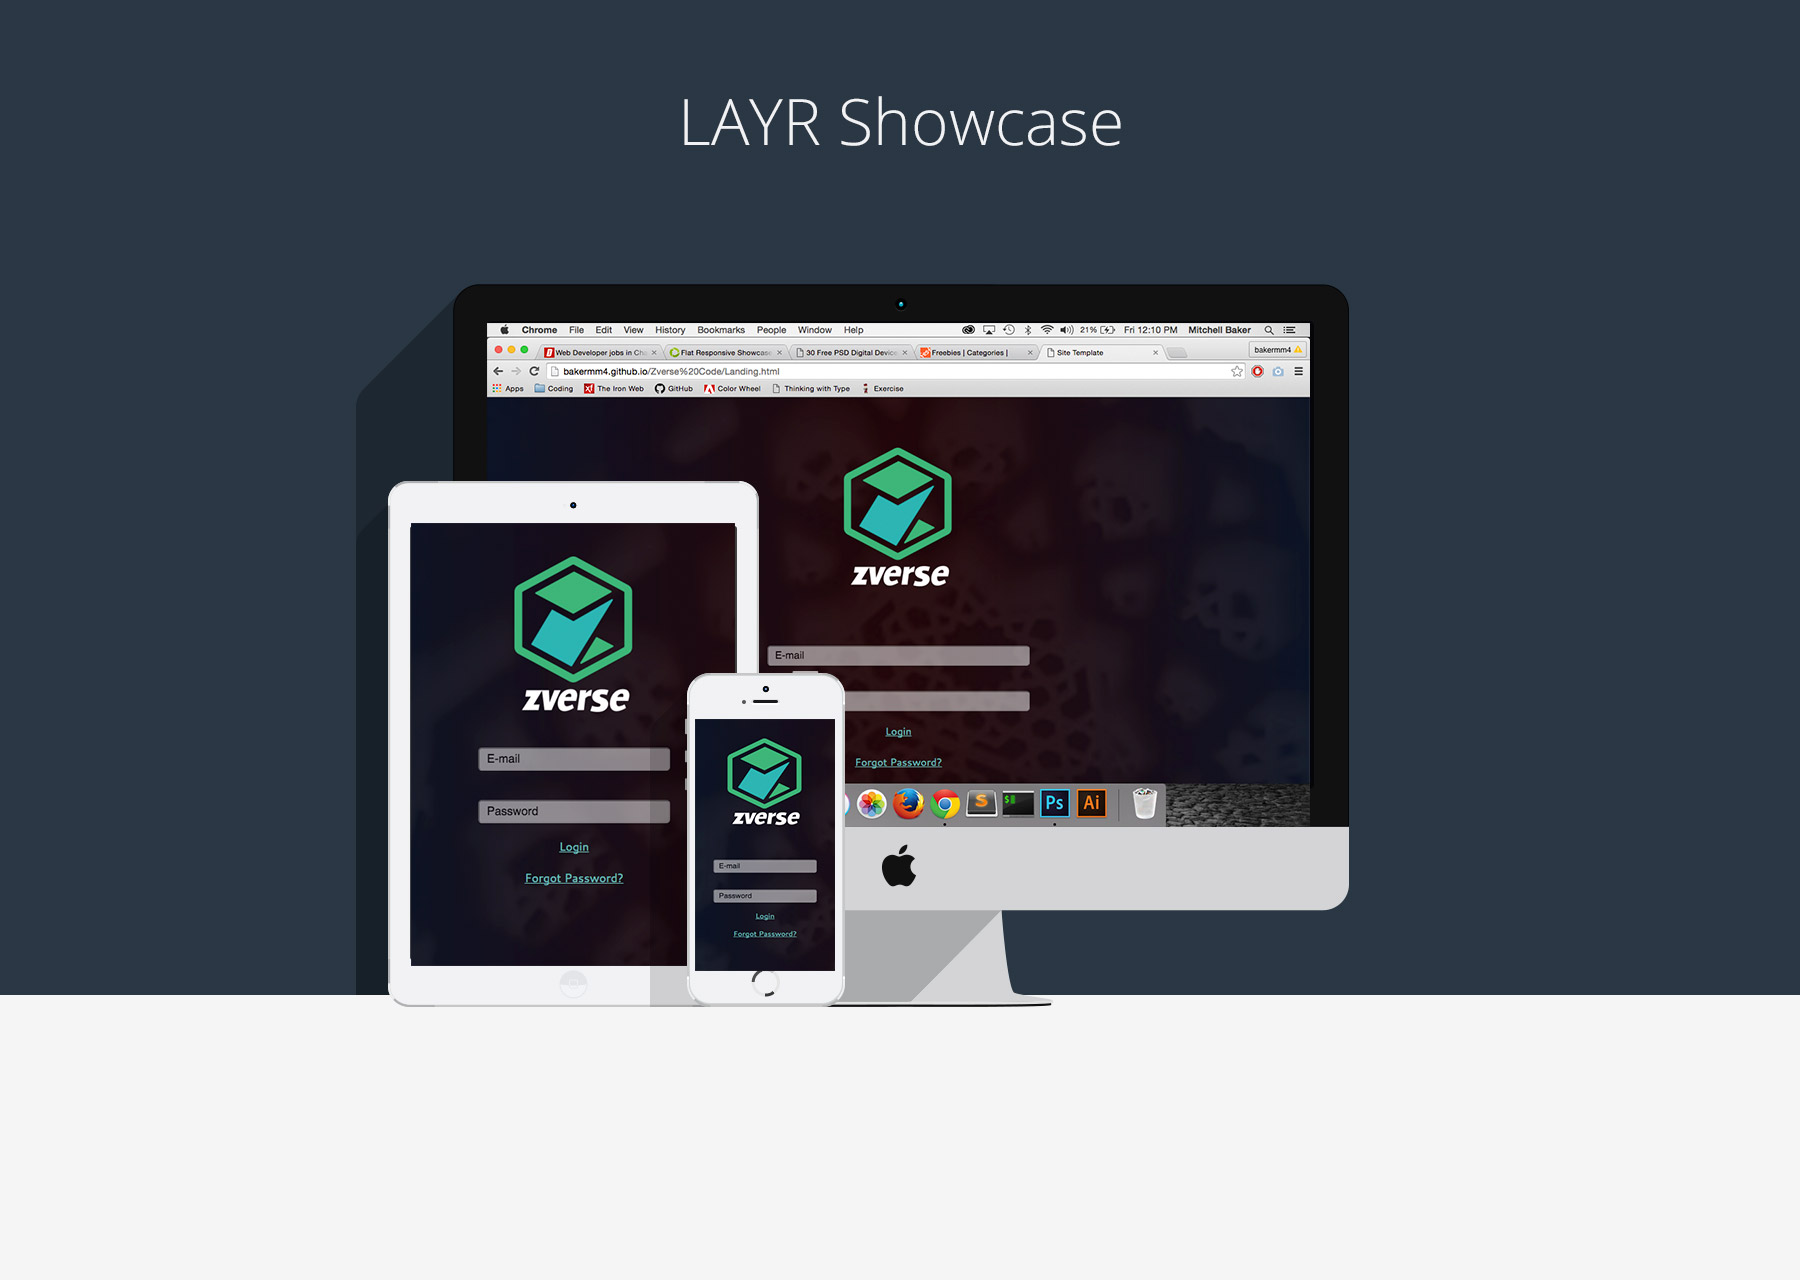 LAYR Showcase
Chrome File Edit View History Bookmarks People Window Help 21% Fri 12:10 PM Mitchell Baker
Web Developer jobs in Ch Flat Responsive Showcase 30 Free PSD Digital Device Freebies | Categories | Site Template bakermm4
bakermm4.github.io/Zverse%20Code/Landing.html
Apps Coding The Iron Web GitHub Color Wheel Thinking with Type Exercise
zverse
E-mail
Login
Forgot Password?
S $ Ps Ai
zverse
E-mail
Password
Login
Forgot Password?
zverse
E-mail
Password
Login
Forgot Password?